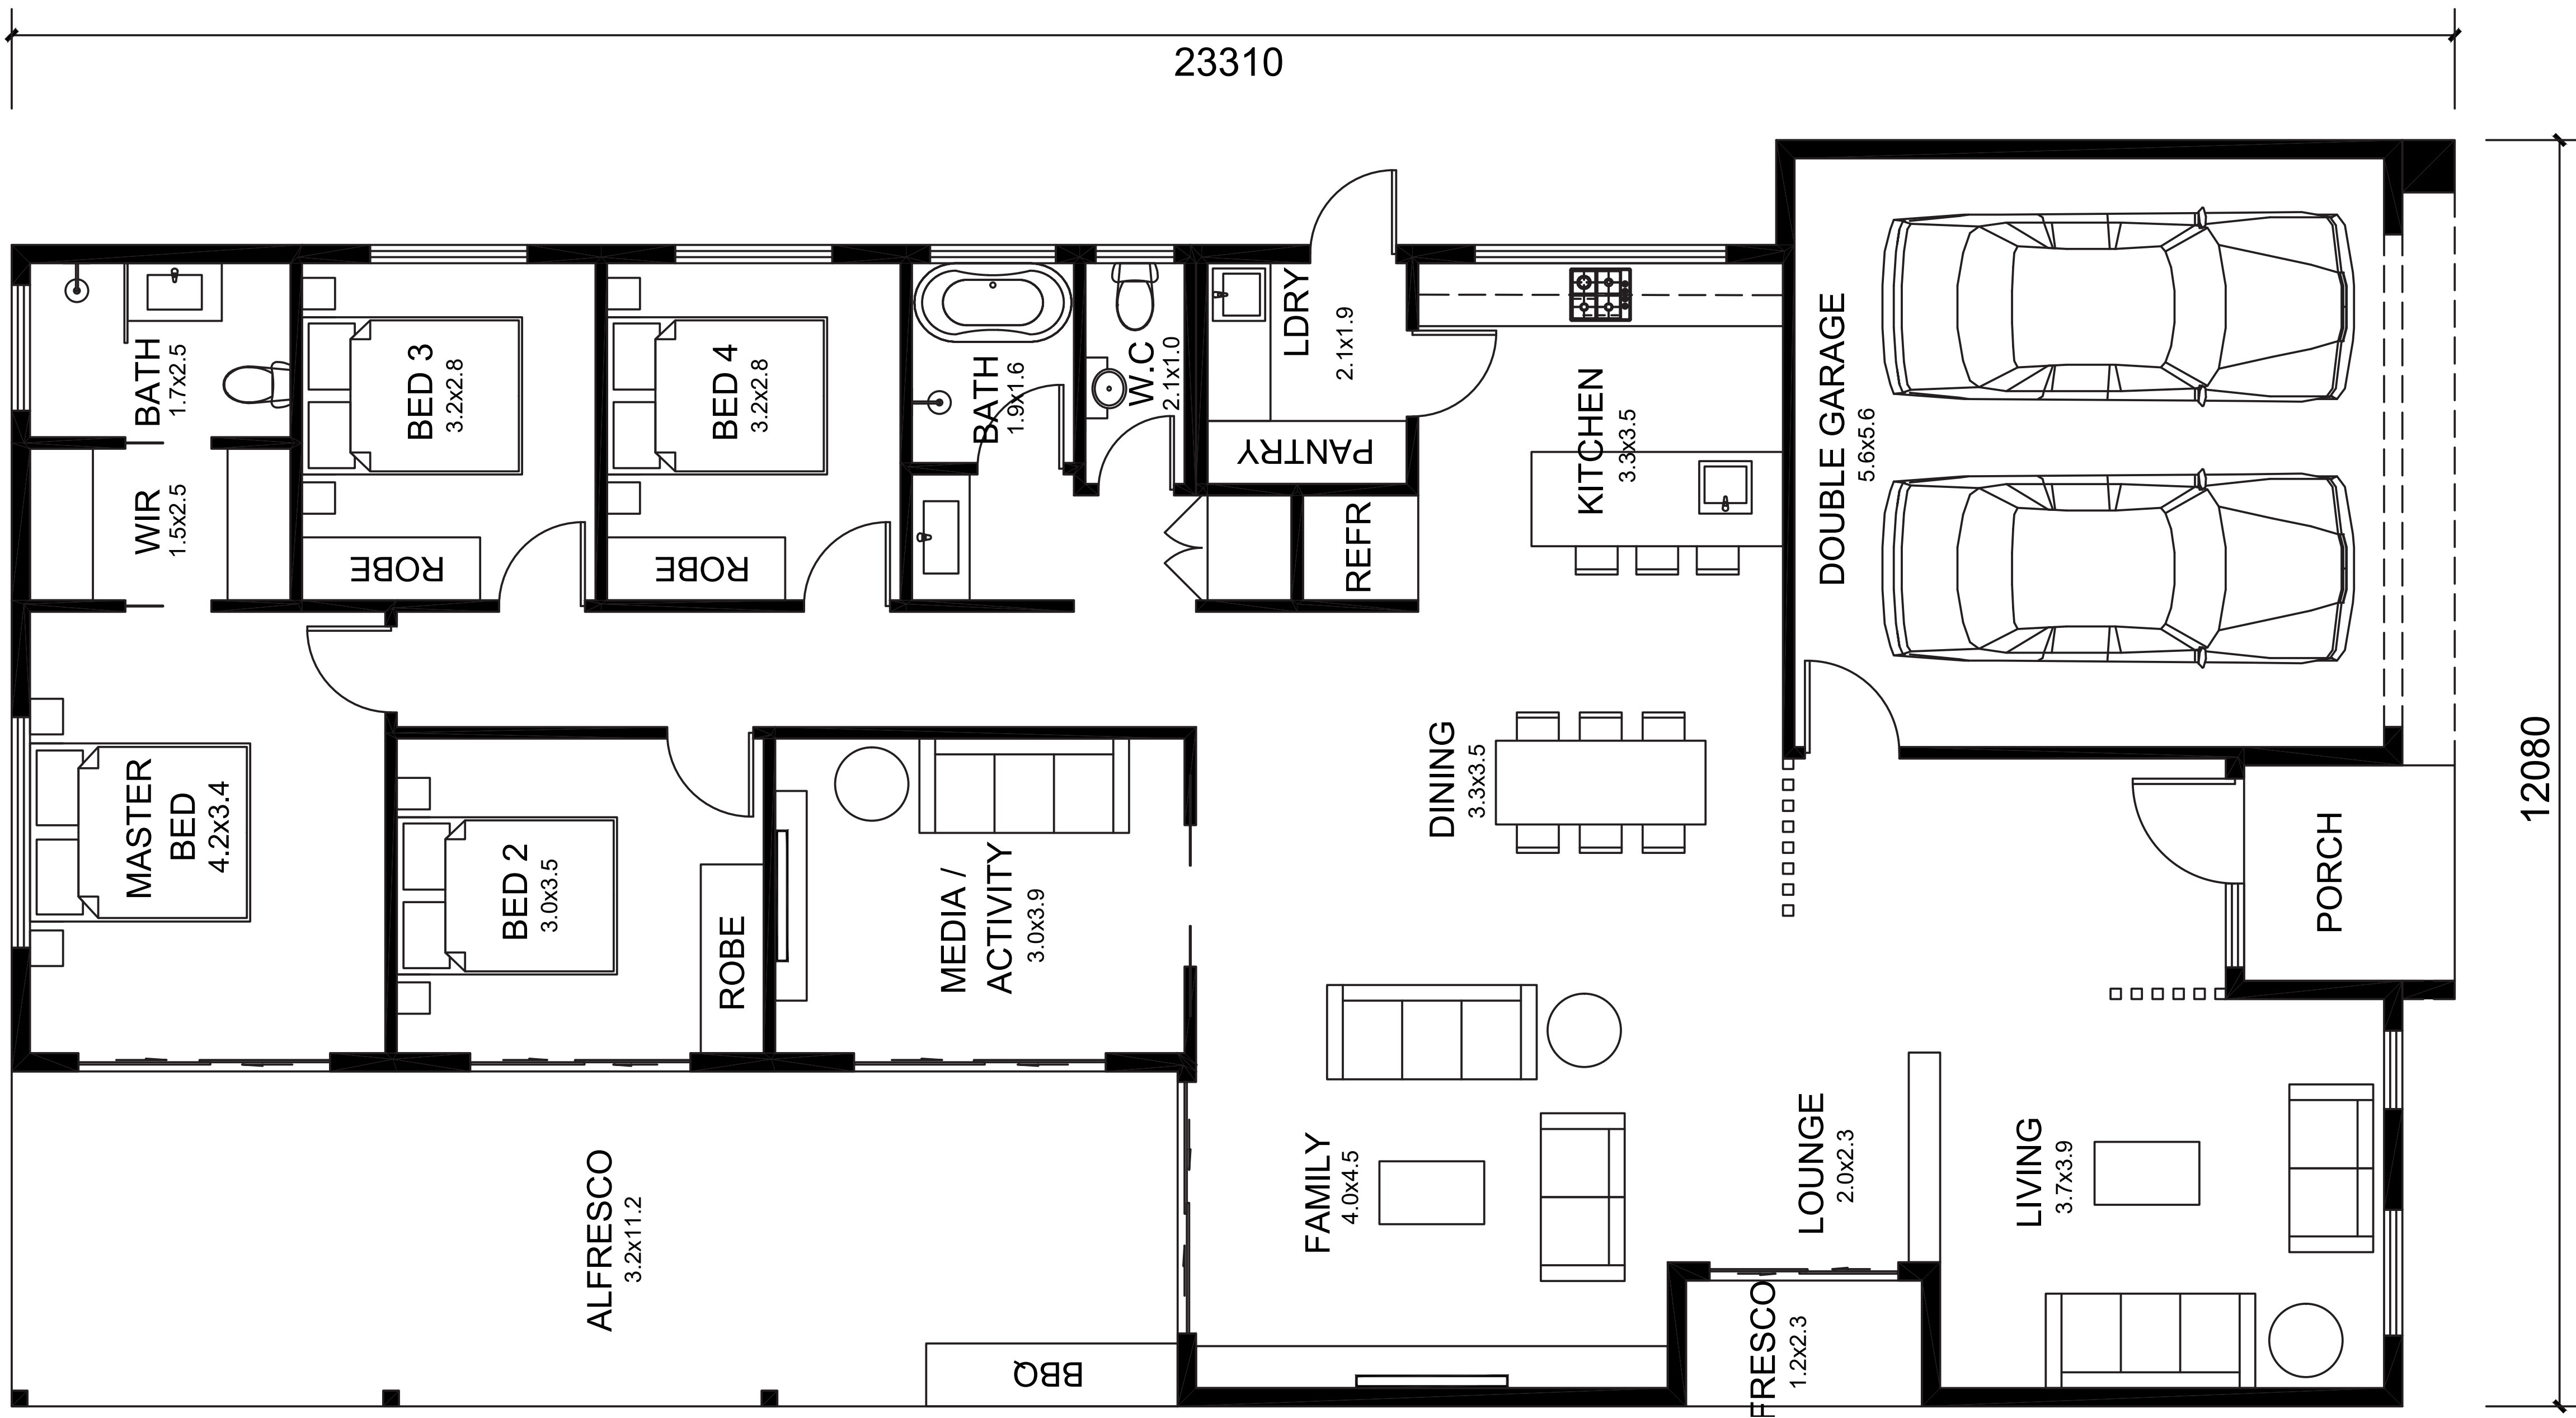 23310
12080
BATH
1.7x2.5
WIR
1.5x2.5
BED 3
3.2x2.8
ROBE
BED 4
3.2x2.8
ROBE
BATH
1.9x1.6
W.C
2.1x1.0
LDRY
2.1x1.9
PANTRY
REFR
KITCHEN
3.3x3.5
DOUBLE GARAGE
5.6x5.6
MASTER
BED
4.2x3.4
BED 2
3.0x3.5
ROBE
MEDIA /
ACTIVITY
3.0x3.9
DINING
3.3x3.5
PORCH
ALFRESCO
3.2x11.2
BBQ
FAMILY
4.0x4.5
LOUNGE
2.0x2.3
LIVING
3.7x3.9
FRESCO
1.2x2.3